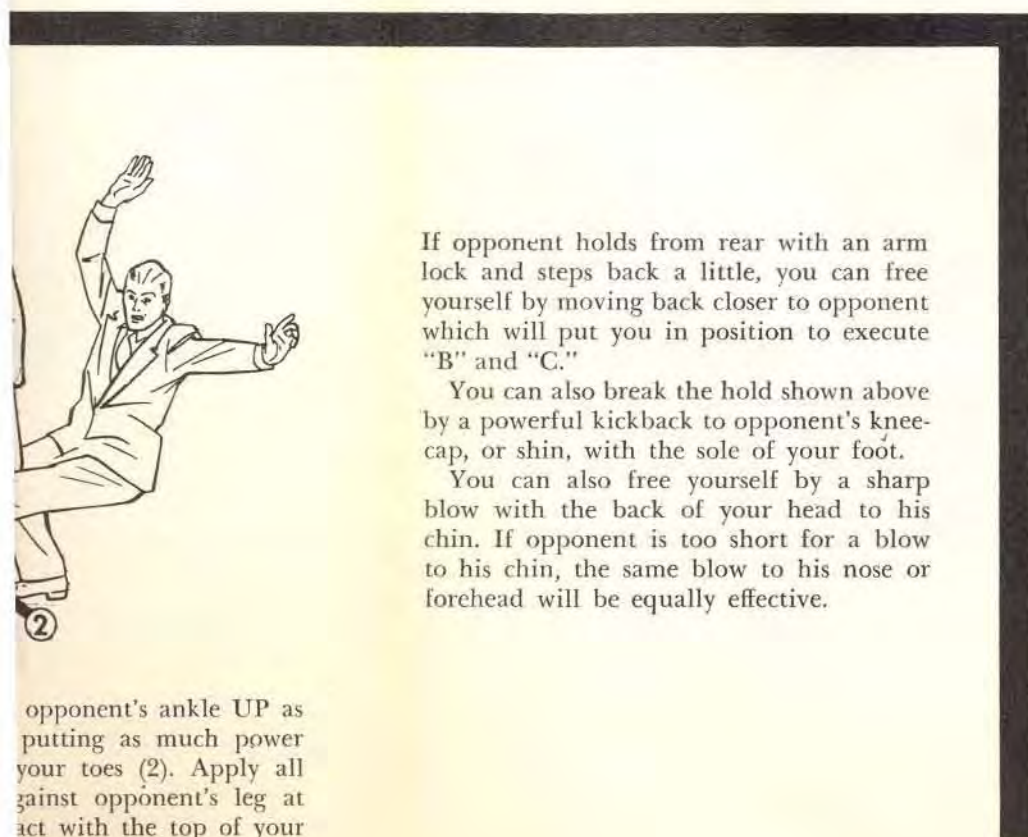 If opponent holds from rear with an arm
lock and steps back a little, you can free
yourself by moving back closer to opponent
which will put you in position to execute
“B” and “C.”
You can also break the hold shown above
by a powerful kickback to opponent's knee-
cap, or shin, with the sole of your foot.
You can also free yourself by a sharp
blow with the back of your head to his
chin. If opponent is too short for a blow
to his chin, the same blow to his nose or
forehead will be equally effective.
2
opponent's ankle UP as
putting as much power
your toes (2). Apply all
opponent's leg at
with the top of your